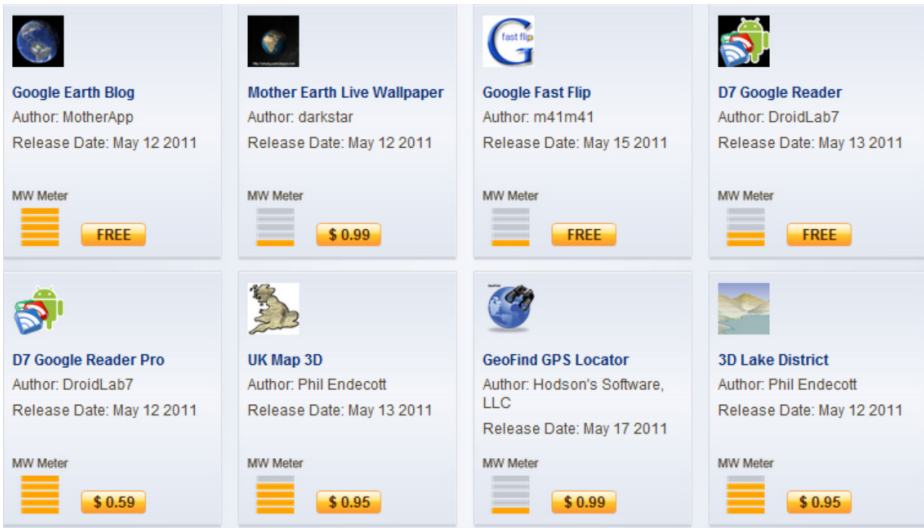 fast flip
Google Earth Blog
Author: MotherApp
Release Date: May 12 2011
MW Meter
FREE
Mother Earth Live Wallpaper
Author: darkstar
Release Date: May 12 2011
MW Meter
$ 0.99
Google Fast Flip
Author: m41m41
Release Date: May 15 2011
MW Meter
FREE
D7 Google Reader
Author: DroidLab7
Release Date: May 13 2011
MW Meter
FREE
D7 Google Reader Pro
Author: DroidLab7
Release Date: May 12 2011
MW Meter
$ 0.59
UK Map 3D
Author: Phil Endecott
Release Date: May 13 2011
MW Meter
$ 0.95
GeoFind GPS Locator
Author: Hodson's Software,
LLC
Release Date: May 17 2011
MW Meter
$ 0.99
3D Lake District
Author: Phil Endecott
Release Date: May 12 2011
MW Meter
$ 0.95